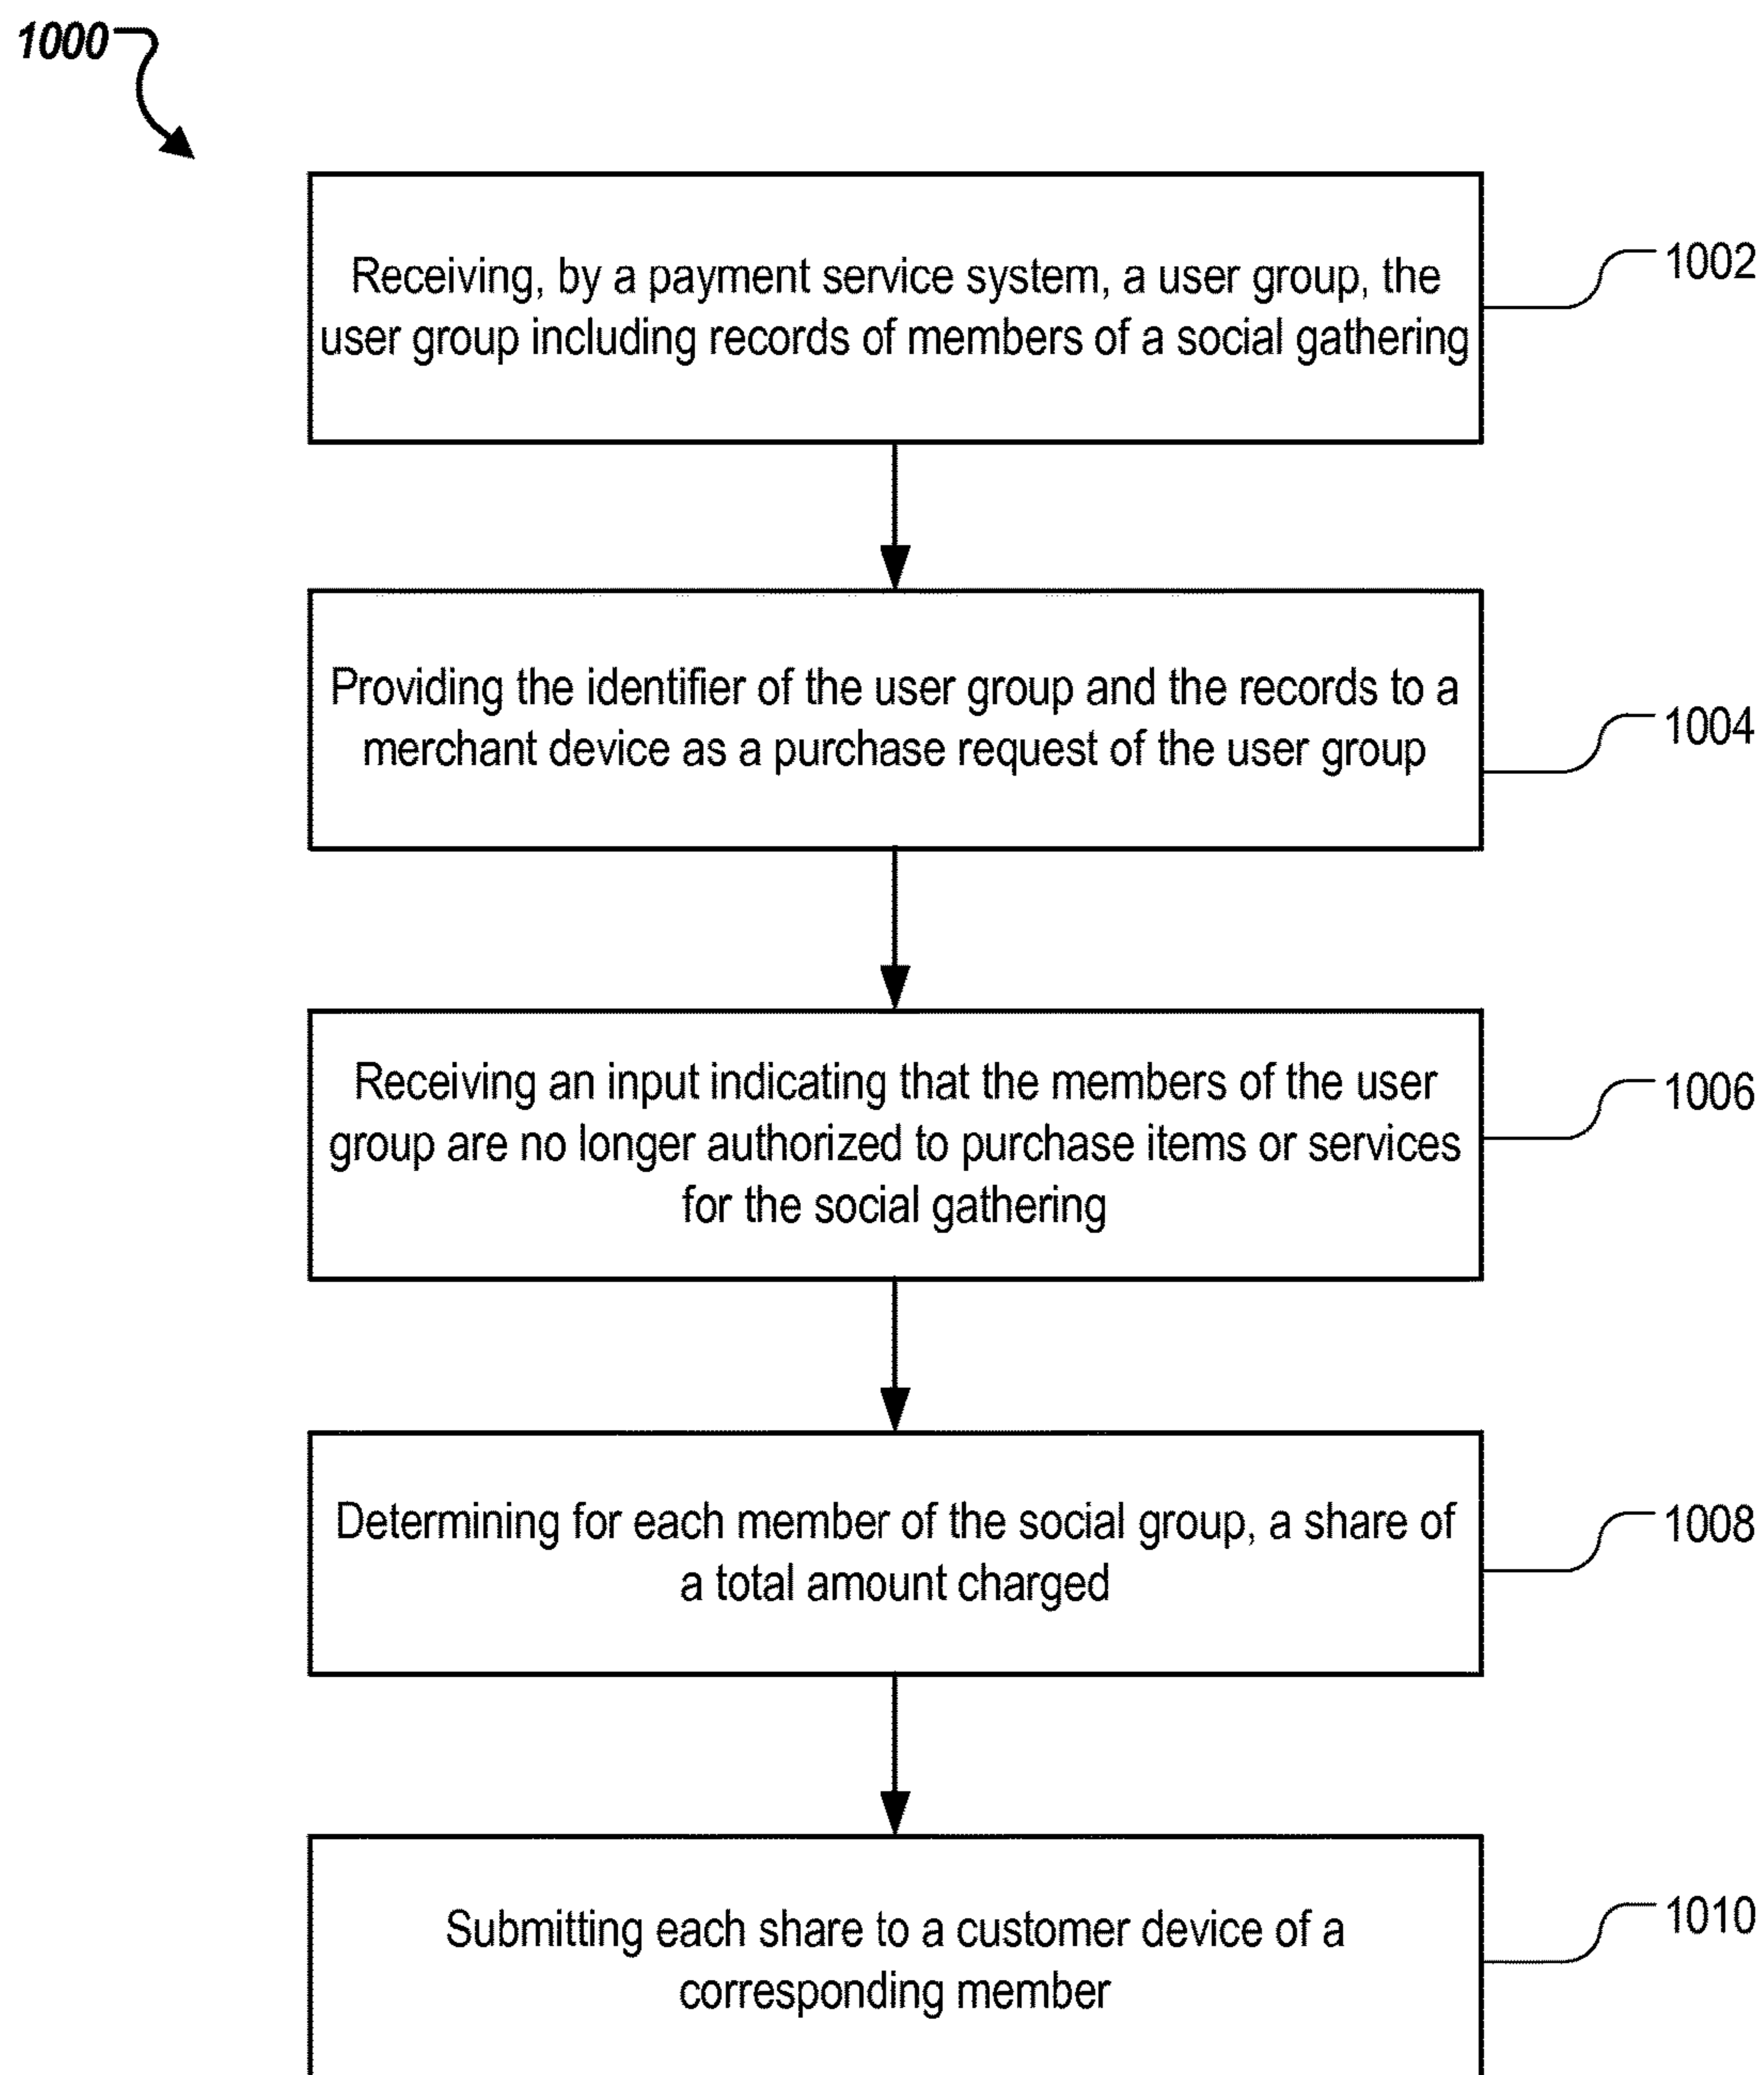 1000
Receiving, by a payment service system, a user group, the
user group including records of members of a social gathering
1002
Providing the identifier of the user group and the records to a
merchant device as a purchase request of the user group
1004
Receiving an input indicating that the members of the user
group are no longer authorized to purchase items or services
for the social gathering
1006
Determining for each member of the social group, a share of
a total amount charged
1008
Submitting each share to a customer device of a
corresponding member
1010